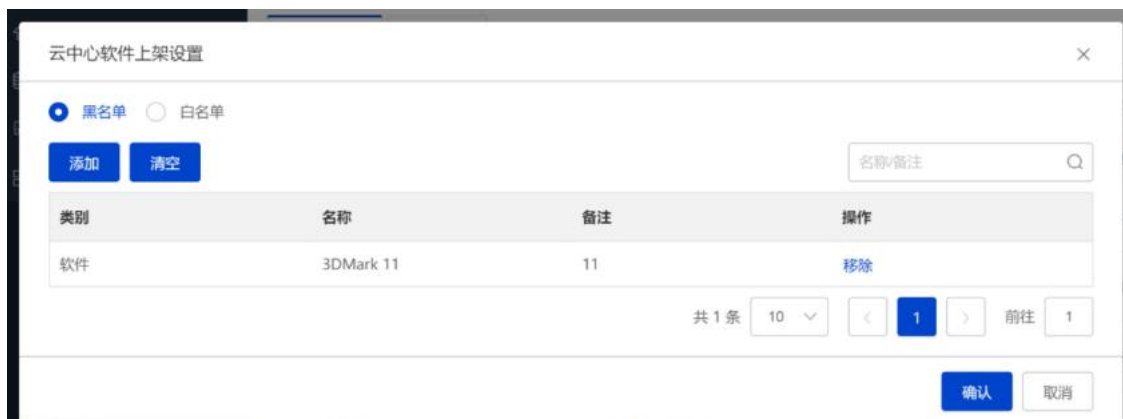 云中心软件上架设置
黑名单 白名单
添加 清空 名称/备注
类别 名称 备注 操作
软件 3DMark 11 11 移除
共 1 条 10 1 前往 1
确认 取消